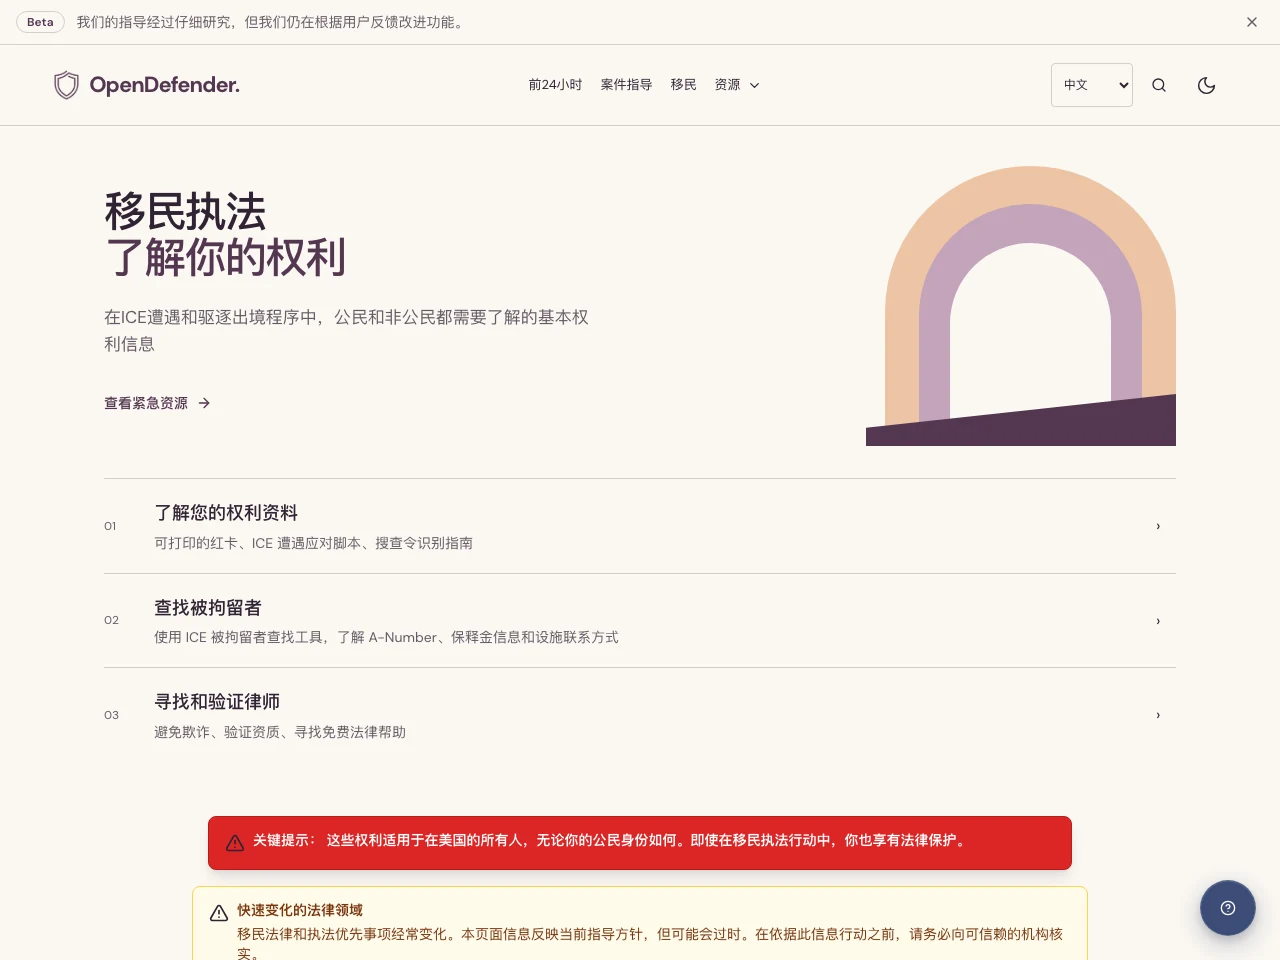 Beta 我们的指导经过仔细研究，但我们仍在根据用户反馈改进功能。
OpenDefender.
前24小时 案件指导 移民 资源
中文
移民执法
了解你的权利
在ICE遭遇和驱逐出境程序中，公民和非公民都需要了解的基本权
利信息
查看紧急资源 →
01
了解您的权利资料
可打印的红卡、ICE 遭遇应对脚本、搜查令识别指南
02
查找被拘留者
使用 ICE 被拘留者查找工具，了解 A-Number、保释金信息和设施联系方式
03
寻找和验证律师
避免欺诈、验证资质、寻找免费法律帮助
关键提示： 这些权利适用于在美国的所有人，无论你的公民身份如何。即使在移民执法行动中，你也享有法律保护。
快速变化的法律领域
移民法律和执法优先事项经常变化。本页面信息反映当前指导方针，但可能会过时。在依据此信息行动之前，请务必向可信赖的机构核
实。